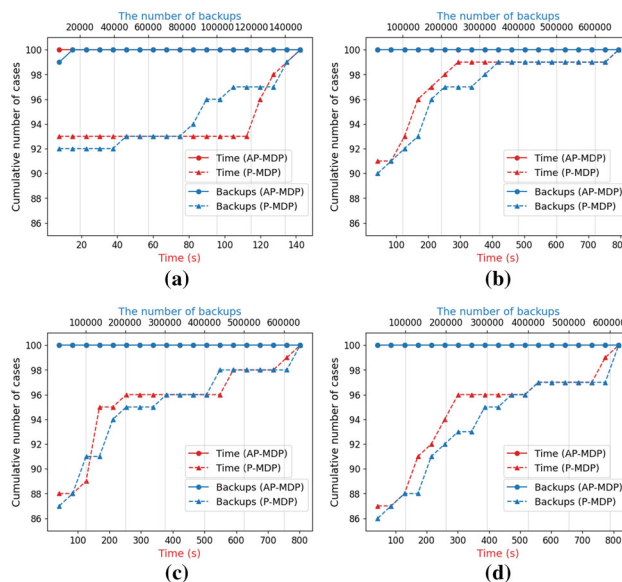 The number of backups
20000 40000 60000 80000 100000 120000 140000
100
98
96
94
92
90
88
86
Cumulative number of cases
Time (AP-MDP)
Time (P-MDP)
Backups (AP-MDP)
Backups (P-MDP)
20 40 60 80 100 120 140
Time (s)
(a)
The number of backups
100000 200000 300000 400000 500000 600000
100
98
96
94
92
90
88
86
Cumulative number of cases
Time (AP-MDP)
Time (P-MDP)
Backups (AP-MDP)
Backups (P-MDP)
100 200 300 400 500 600 700 800
Time (s)
(b)
The number of backups
100000 200000 300000 400000 500000 600000
100
98
96
94
92
90
88
86
Cumulative number of cases
Time (AP-MDP)
Time (P-MDP)
Backups (AP-MDP)
Backups (P-MDP)
100 200 300 400 500 600 700 800
Time (s)
(c)
The number of backups
100000 200000 300000 400000 500000 600000
100
98
96
94
92
90
88
86
Cumulative number of cases
Time (AP-MDP)
Time (P-MDP)
Backups (AP-MDP)
Backups (P-MDP)
100 200 300 400 500 600 700 800
Time (s)
(d)